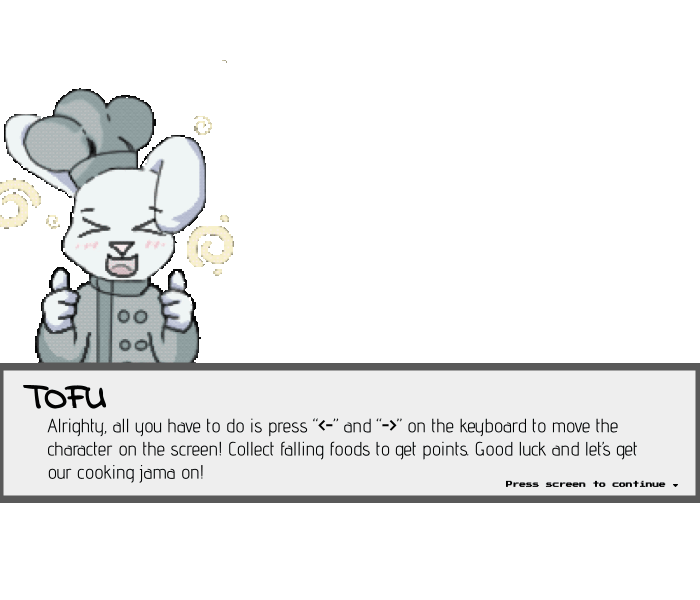 TOFU
Alrighty, all you have to do is press “<-” and “->” on the keyboard to move the
character on the screen! Collect falling foods to get points. Good luck and let's get
our cooking jama on!
Press screen to continue